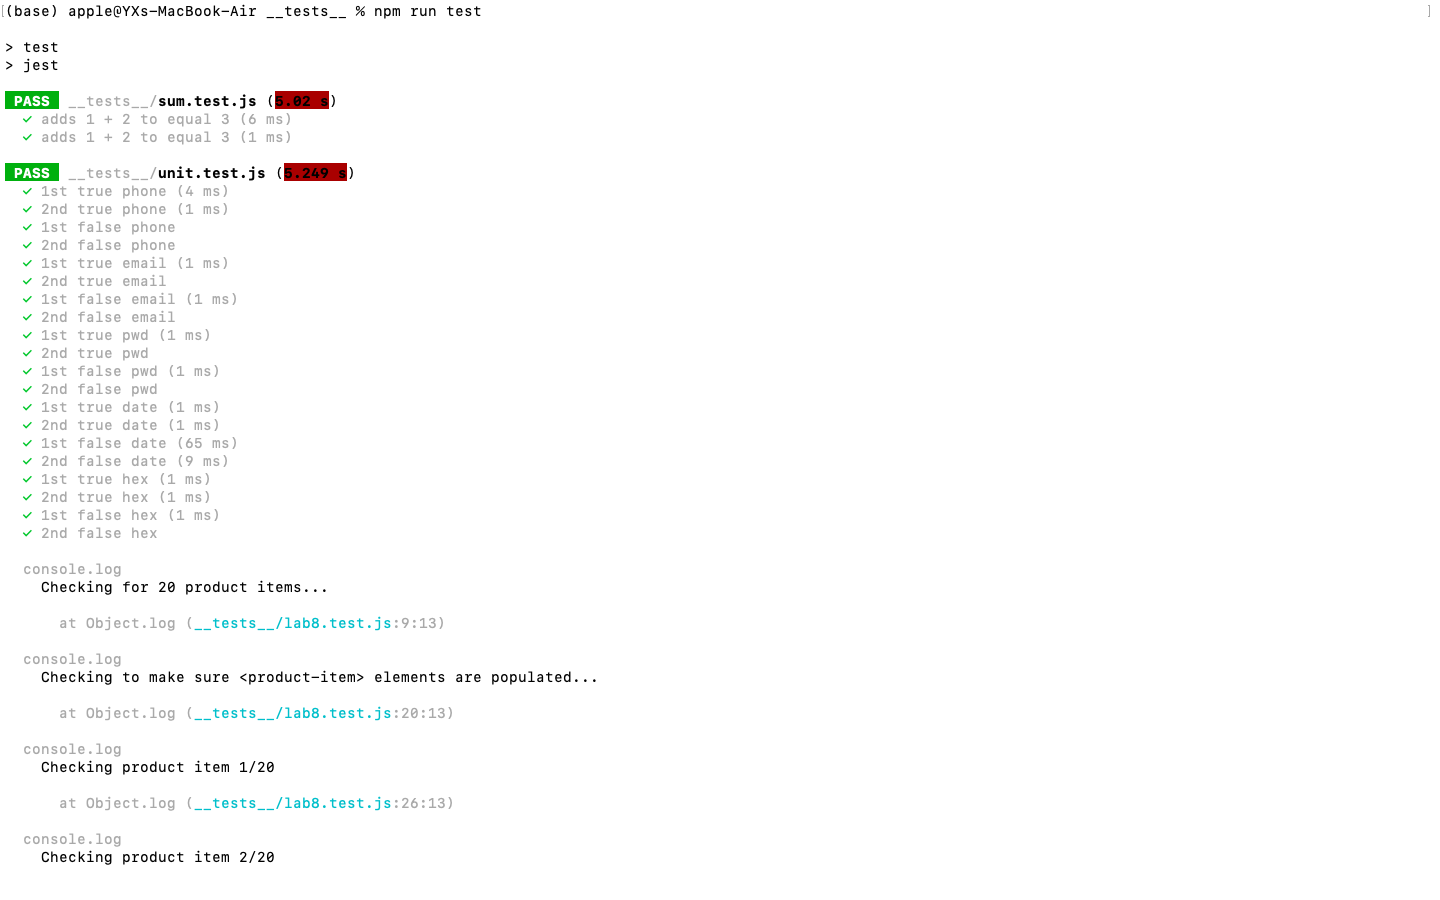 (base) apple@YXs-MacBook-Air __tests__ % npm run test
> test
> jest
PASS __tests__/sum.test.js (5.02 s)
✓ adds 1 + 2 to equal 3 (6 ms)
✓ adds 1 + 2 to equal 3 (1 ms)
PASS __tests__/unit.test.js (5.249 s)
✓ 1st true phone (4 ms)
✓ 2nd true phone (1 ms)
✓ 1st false phone
✓ 2nd false phone
✓ 1st true email (1 ms)
✓ 2nd true email
✓ 1st false email (1 ms)
✓ 2nd false email
✓ 1st true pwd (1 ms)
✓ 2nd true pwd
✓ 1st false pwd (1 ms)
✓ 2nd false pwd
✓ 1st true date (1 ms)
✓ 2nd true date (1 ms)
✓ 1st false date (65 ms)
✓ 2nd false date (9 ms)
✓ 1st true hex (1 ms)
✓ 2nd true hex (1 ms)
✓ 1st false hex (1 ms)
✓ 2nd false hex
console.log
Checking for 20 product items...
at Object.log (__tests__/lab8.test.js:9:13)
console.log
Checking to make sure <product-item> elements are populated...
at Object.log (__tests__/lab8.test.js:20:13)
console.log
Checking product item 1/20
at Object.log (__tests__/lab8.test.js:26:13)
console.log
Checking product item 2/20